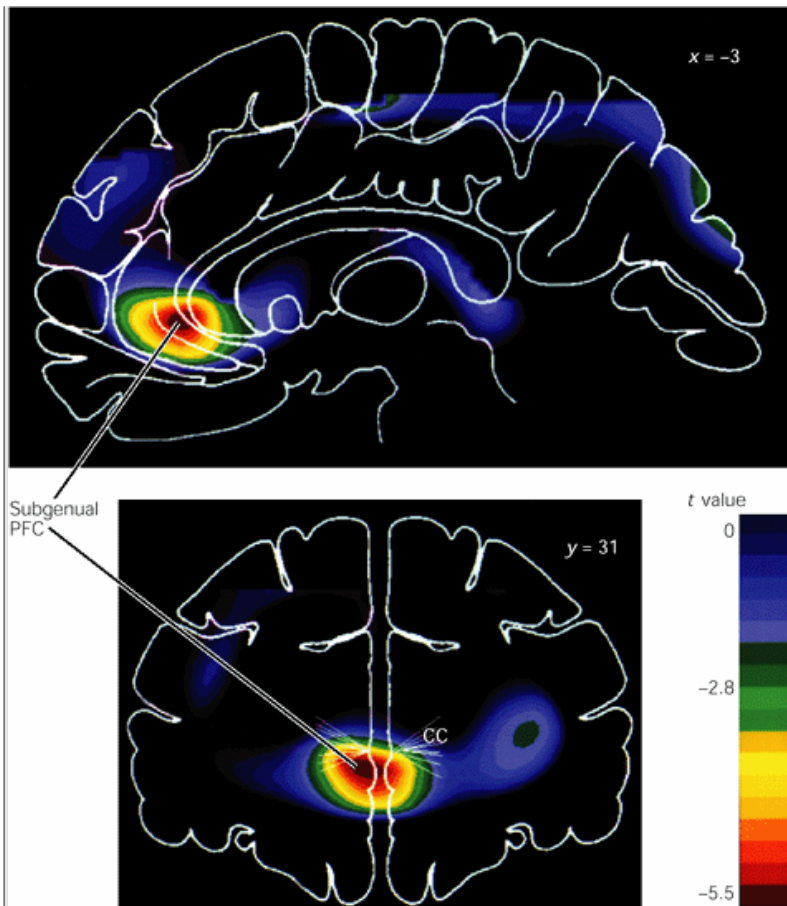 x = −3
Subgenual
PFC
y = 31
CC
t value
0
−2.8
−5.5